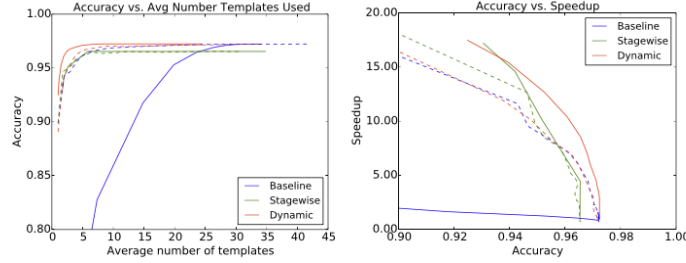 Accuracy vs. Avg Number Templates Used
1.00
0.95
0.90
0.85
0.80
Accuracy
0 5 10 15 20 25 30 35 40 45
Average number of templates
Baseline
Stagewise
Dynamic
Accuracy vs. Speedup
20.00
15.00
10.00
5.00
0.00
Speedup
0.90 0.92 0.94 0.96 0.98 1.00
Accuracy
Baseline
Stagewise
Dynamic